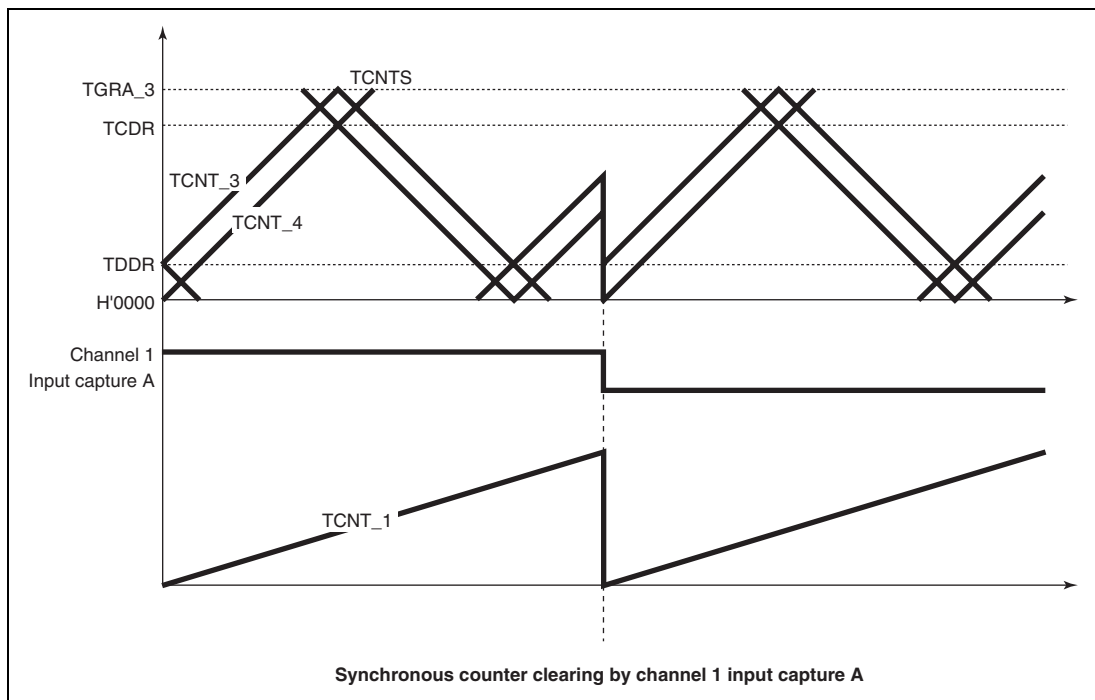 TCNTS
TGRA_3
TCDR
TCNT_3
TCNT_4
TDDR
H'0000
Channel 1
Input capture A
TCNT_1
Synchronous counter clearing by channel 1 input capture A